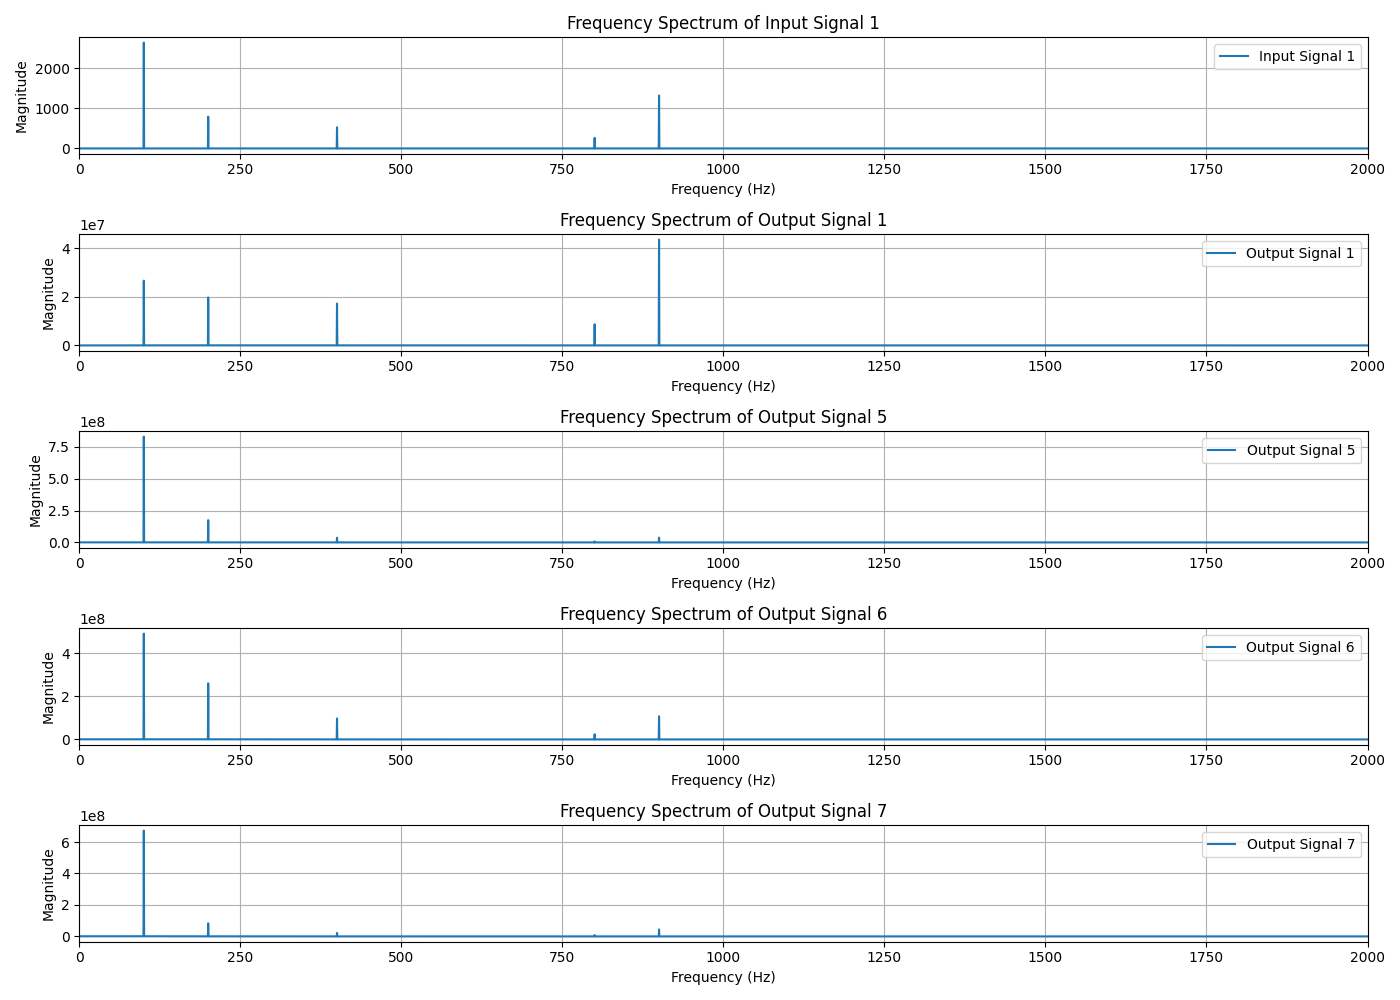 Frequency Spectrum of Input Signal 1
Magnitude
2000
1000
0
Input Signal 1
0 250 500 750 1000 1250 1500 1750 2000
Frequency (Hz)
Frequency Spectrum of Output Signal 1
1e7
Magnitude
4
2
0
Output Signal 1
0 250 500 750 1000 1250 1500 1750 2000
Frequency (Hz)
Frequency Spectrum of Output Signal 5
1e8
Magnitude
7.5
5.0
2.5
0.0
Output Signal 5
0 250 500 750 1000 1250 1500 1750 2000
Frequency (Hz)
Frequency Spectrum of Output Signal 6
1e8
Magnitude
4
2
0
Output Signal 6
0 250 500 750 1000 1250 1500 1750 2000
Frequency (Hz)
Frequency Spectrum of Output Signal 7
1e8
Magnitude
6
4
2
0
Output Signal 7
0 250 500 750 1000 1250 1500 1750 2000
Frequency (Hz)